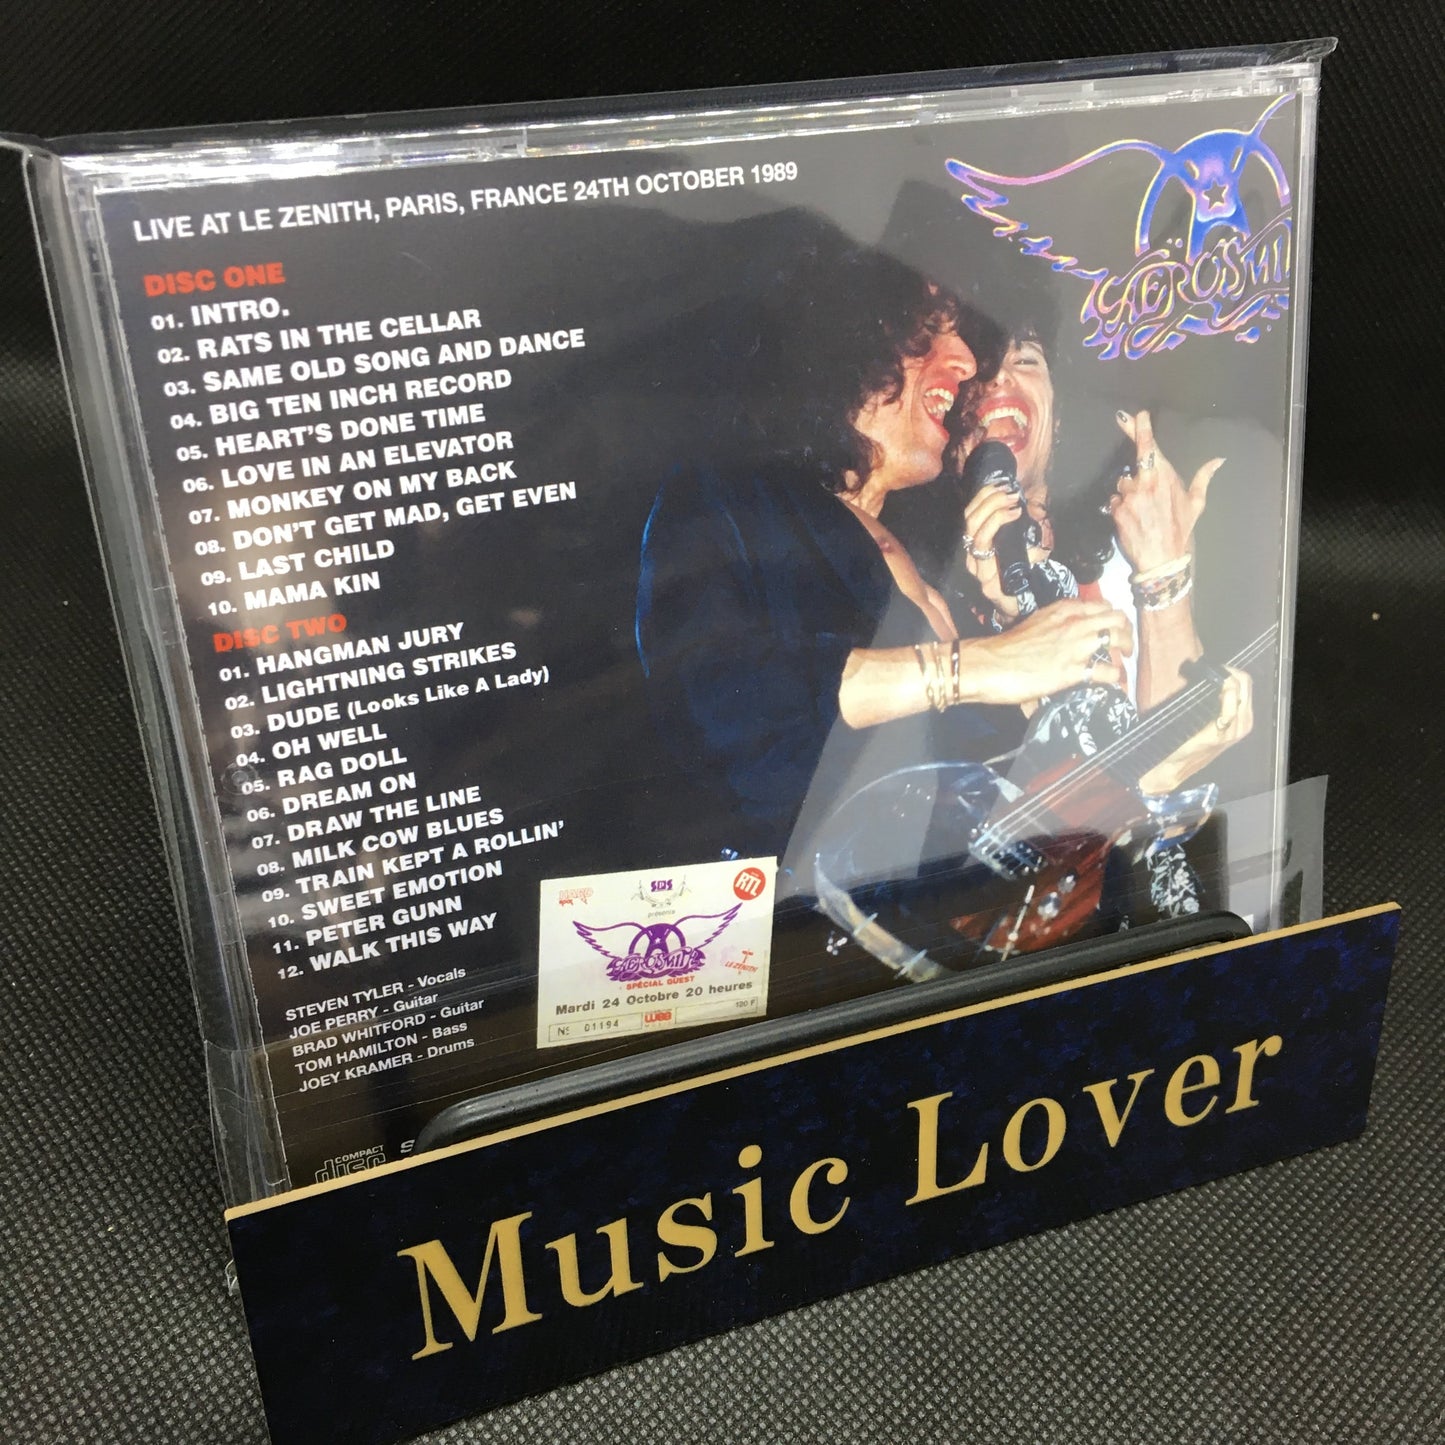 LIVE AT LE ZENITH, PARIS, FRANCE 24TH OCTOBER 1989
AEROSMI
DISC ONE
01. INTRO.
02. RATS IN THE CELLAR
03. SAME OLD SONG AND DANCE
04. BIG TEN INCH RECORD
05. HEART'S DONE TIME
06. LOVE IN AN ELEVATOR
07. MONKEY ON MY BACK
08. DON'T GET MAD, GET EVEN
09. LAST CHILD
10. MAMA KIN
DISC TWO
01. HANGMAN JURY
02. LIGHTNING STRIKES
03. DUDE (Looks Like A Lady)
04. OH WELL
05. RAG DOLL
06. DREAM ON
07. DRAW THE LINE
08. MILK COW BLUES
09. TRAIN KEPT A ROLLIN'
10. SWEET EMOTION
11. PETER GUNN
12. WALK THIS WAY
STEVEN TYLER - Vocals
JOE PERRY - Guitar
BRAD WHITFORD - Guitar
TOM HAMILTON - Bass
JOEY KRAMER - Drums
HARD SDS RTL
présente
AEROSMITH
LE ZENITH
SPÉCIAL GUEST
Mardi 24 Octobre 20 heures
120 F
N: 01194
COMPACT
disc
S
Music Lover